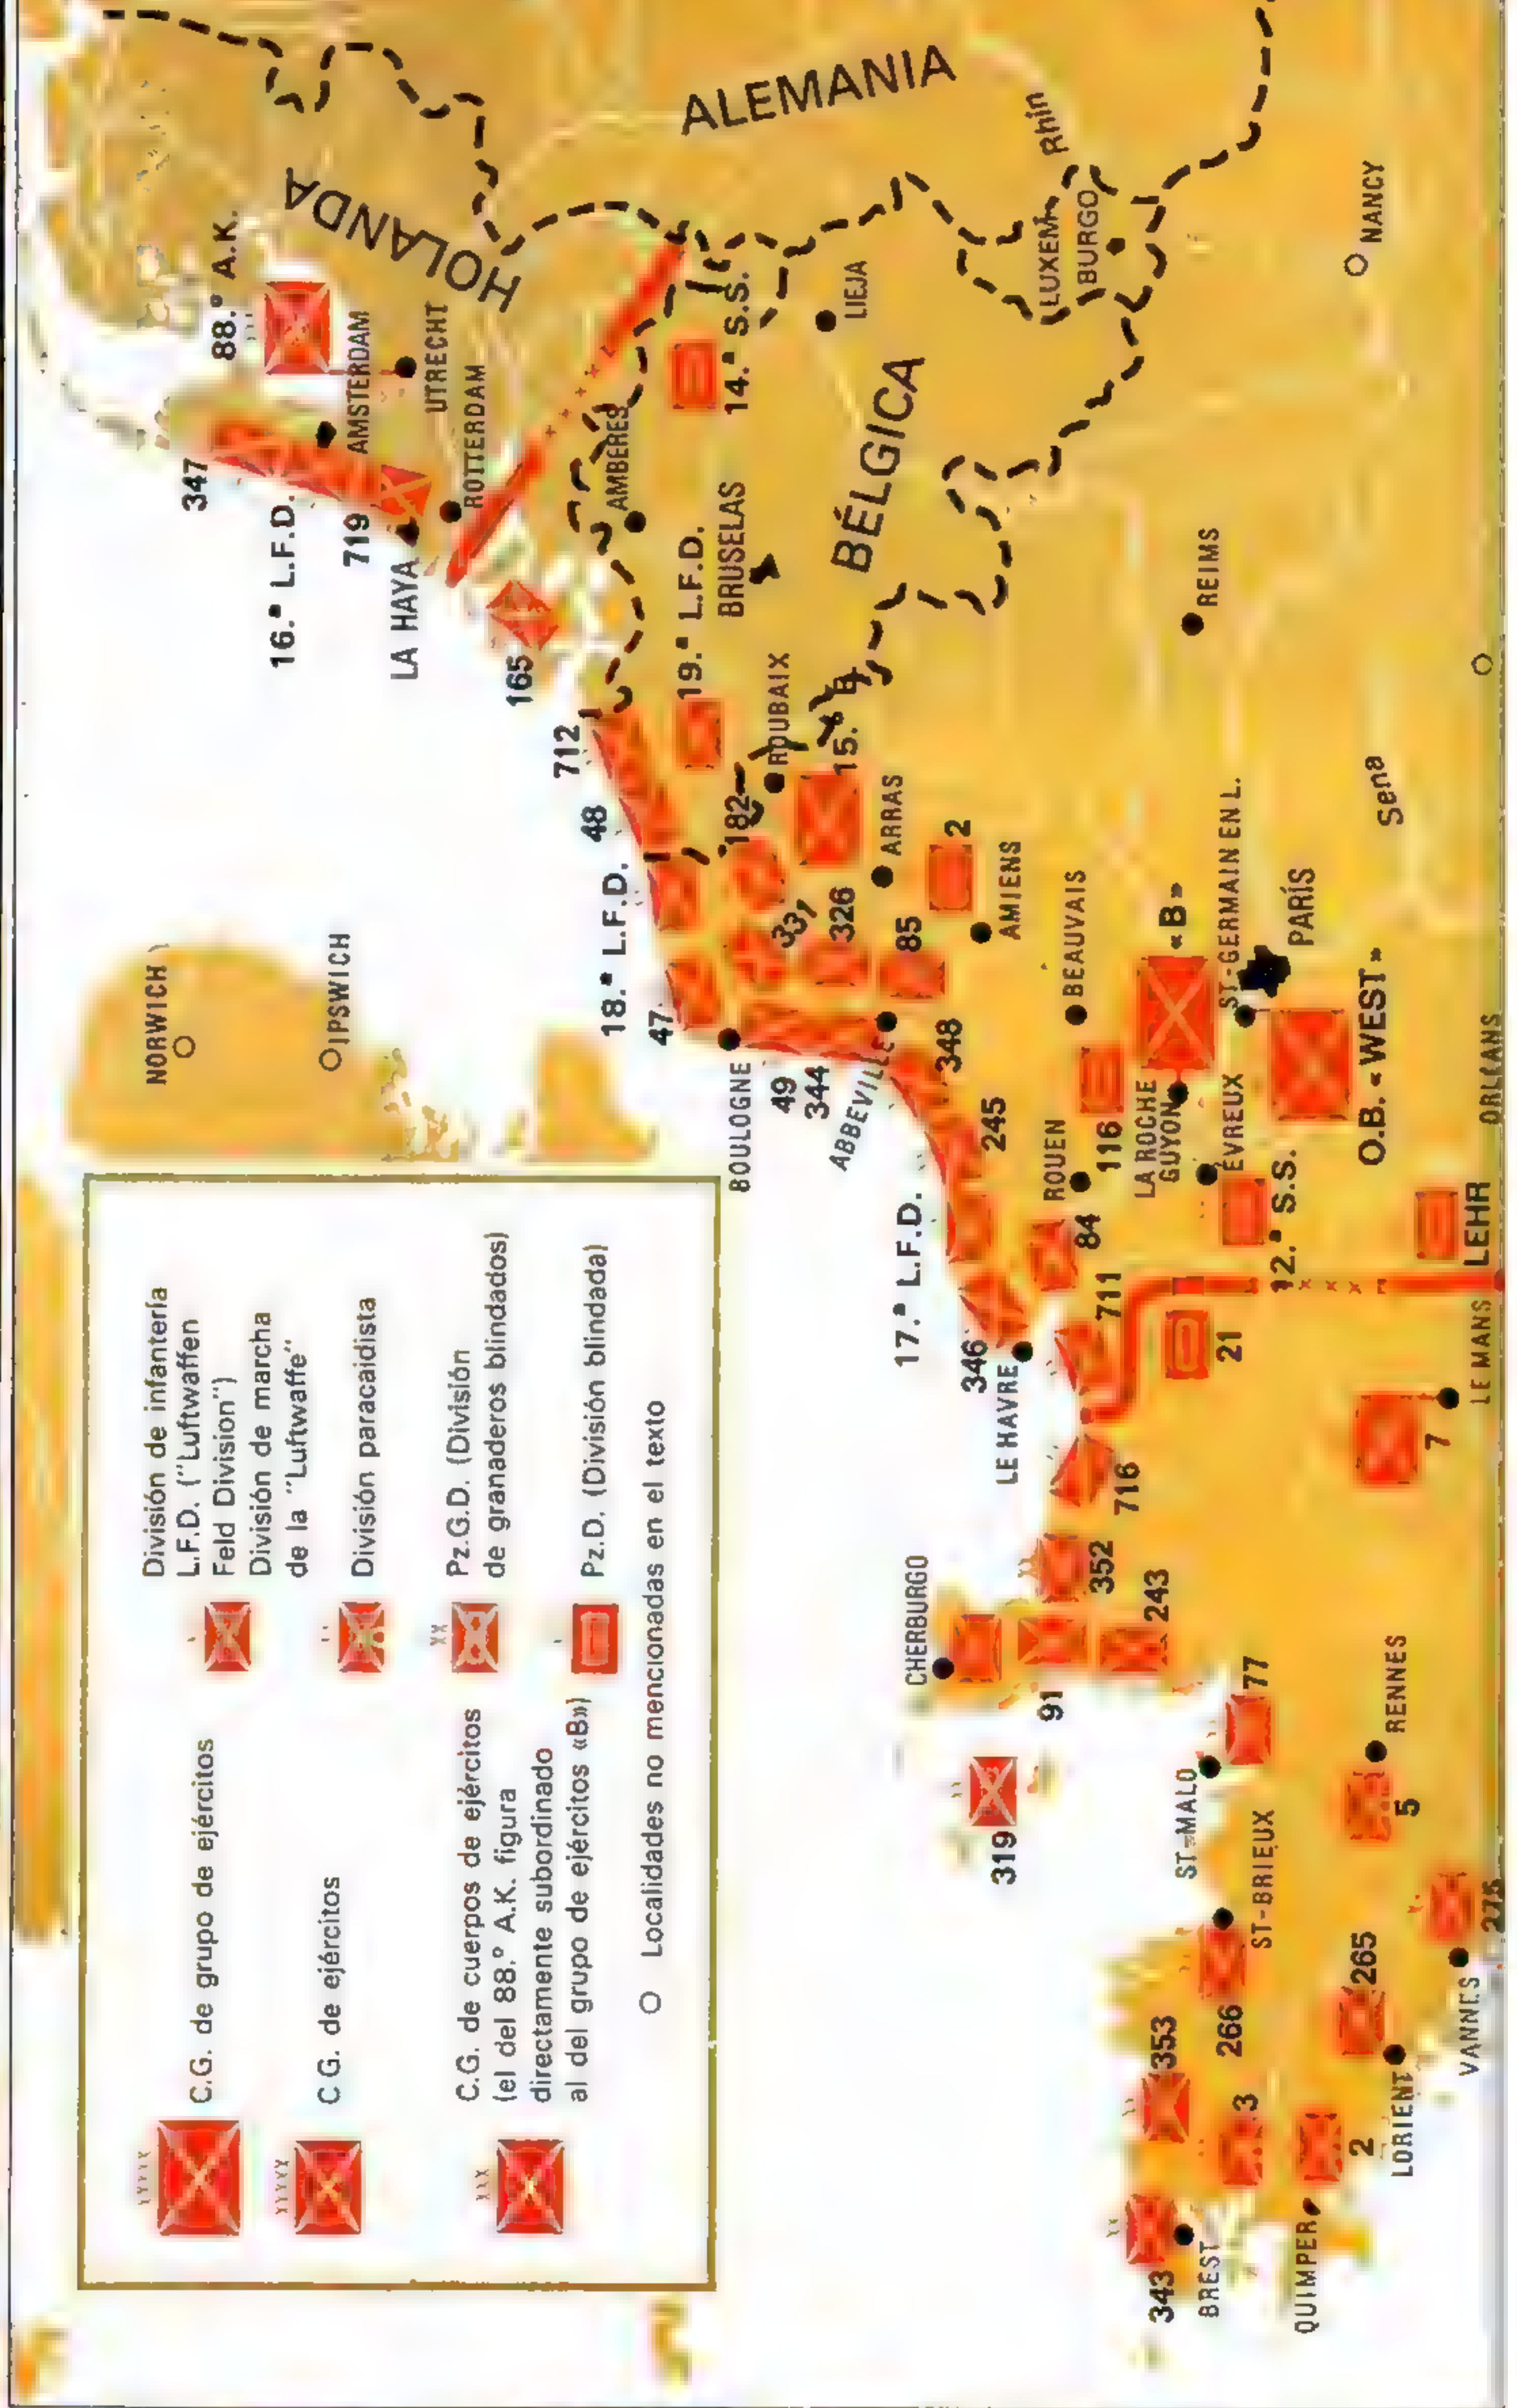 C.G. de grupo de ejércitos
C.G. de ejércitos
C.G. de cuerpos de ejércitos
(el del 88.° A.K. figura
directamente subordinado
al del grupo de ejércitos «B»)
División de infantería
L.F.D. ("Luftwaffen
Feld Division")
División de marcha
de la "Luftwaffe"
División paracaidista
Pz.G.D. (División
de granaderos blindados)
Pz.D. (División blindada)
O Localidades no mencionadas en el texto
NORWICH
IPSWICH
HOLANDA
ALEMANIA
BÉLGICA
LUXEM-
BURGO
Rhin
Sena
88.° A.K.
347
AMSTERDAM
UTRECHT
16.ª L.F.D.
719
LA HAYA
ROTTERDAM
165
AMBERES
14.ª S.S.
LIEJA
712
19.ª L.F.D.
BRUSELAS
48
182
ROUBAIX
15.ª
18.ª L.F.D.
47
BOULOGNE
49
344
326
ARRAS
2
85
ABBEVILLE
AMIENS
348
245
BEAUVAIS
17.ª L.F.D.
ROUEN
116
84
«B»
LA ROCHE
GUYON
ST-GERMAIN EN L.
PARÍS
ÉVREUX
O.B. «WEST»
12.ª S.S.
346
LE HAVRE
711
21
LEHR
ORLEANS
REIMS
NANCY
LE MANS
7
716
352
243
CHERBURGO
91
319
ST-MALO
77
RENNES
5
ST-BRIEUX
266
353
3
265
275
VANNES
LORIENT
2
343
BREST
QUIMPER